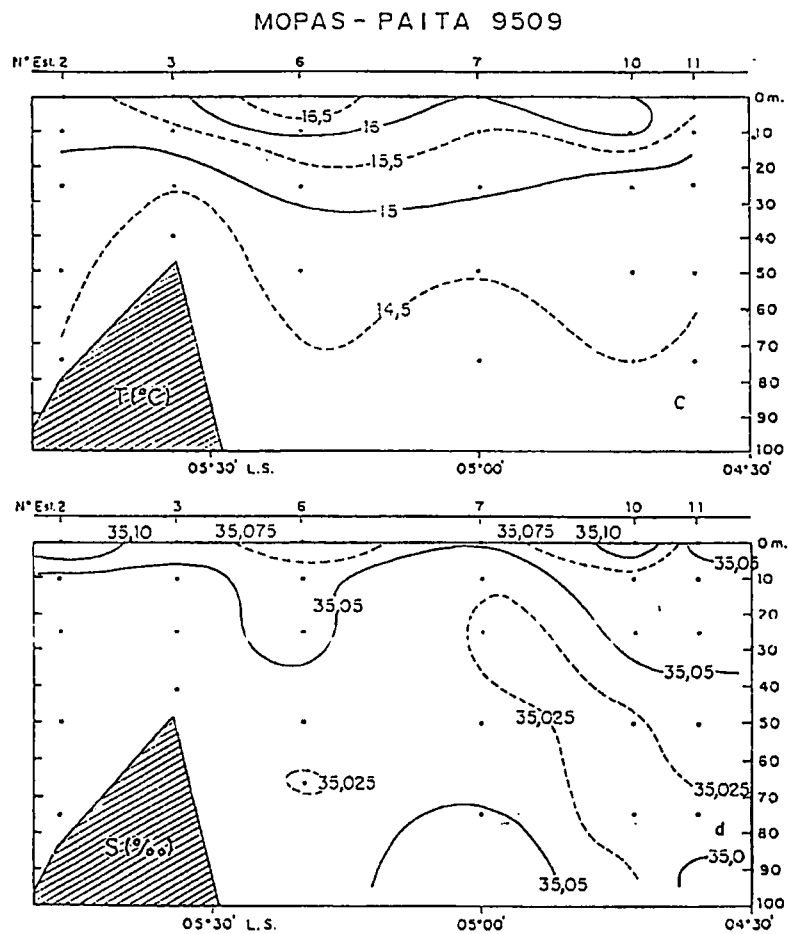 MOPAS - PAITA 9509
N° Est. 2 3 6 7 10 11
0 m.
16,5
16
10
15,5
20
15
30
40
50
14,5
60
70
80
T (°C)
C
90
100
05°30' L.S. 05°00' 04°30'
N° Est. 2 3 6 7 10 11
35,10 35,075 35,075 35,10
0 m.
35,05
10
35,05
20
30
35,05
40
35,025
50
60
35,025 35,025
70
80
d
S (‰)
35,0
90
35,05
100
05°30' L.S. 05°00' 04°30'